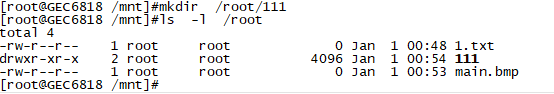 [root@GEC6818 /mnt]#mkdir  /root/111
[root@GEC6818 /mnt]#ls  -l  /root
total 4
-rw-r--r--    1 root     root             0 Jan  1 00:48 1.txt
drwxr-xr-x    2 root     root          4096 Jan  1 00:54 111
-rw-r--r--    1 root     root             0 Jan  1 00:53 main.bmp
[root@GEC6818 /mnt]#